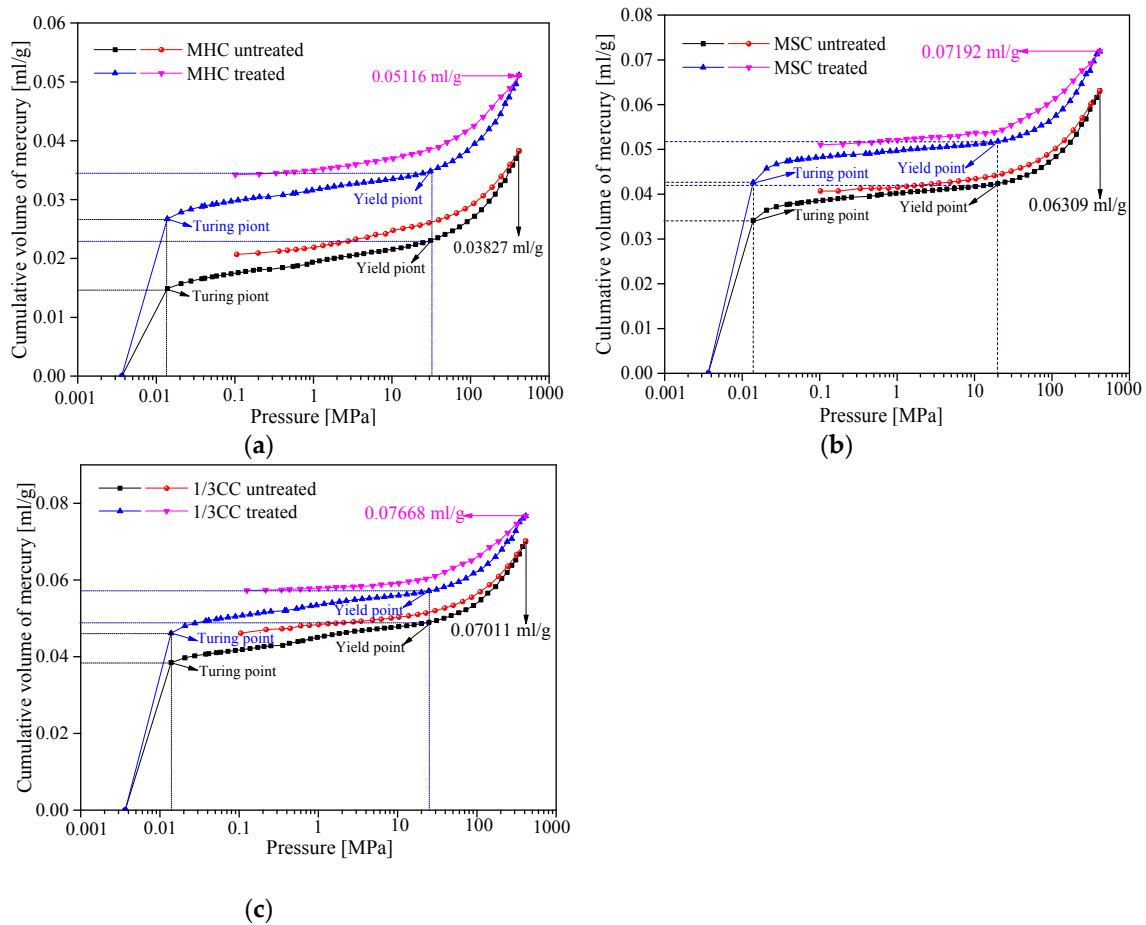 0.06
0.05
0.04
0.03
0.02
0.01
0.00
Cumulative volume of mercury [ml/g]
MHC untreated
MHC treated
0.05116 ml/g
Yield piont
Turing piont
0.03827 ml/g
Yield piont
Turing piont
0.001 0.01 0.1 1 10 100 1000
Pressure [MPa]
(a)
0.08
0.07
0.06
0.05
0.04
0.03
0.02
0.01
0.00
Culumative volume of mercury [ml/g]
MSC untreated
MSC treated
0.07192 ml/g
Yield point
Turing point
0.06309 ml/g
Yield point
Turing point
0.001 0.01 0.1 1 10 100 1000
Pressure [MPa]
(b)
0.08
0.06
0.04
0.02
0.00
Cumulative volume of mercury [ml/g]
1/3CC untreated
1/3CC treated
0.07668 ml/g
Yield point
Turing point
0.07011 ml/g
Yield point
Turing point
0.001 0.01 0.1 1 10 100 1000
Pressure [MPa]
(c)